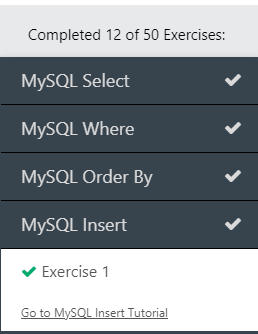 Completed 12 of 50 Exercises:
MySQL Select
MySQL Where
MySQL Order By
MySQL Insert
Exercise 1
Go to MySQL Insert Tutorial